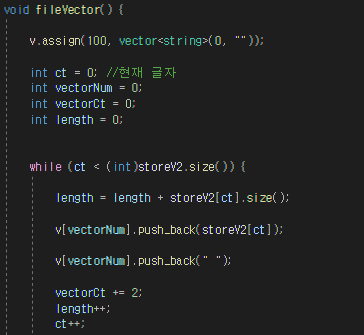 void fileVector() {
v.assign(100, vector<string>(0, ""));
int ct = 0; //현재 글자
int vectorNum = 0;
int vectorCt = 0;
int length = 0;
while (ct < (int)storeV2.size()) {
length = length + storeV2[ct].size();
v[vectorNum].push_back(storeV2[ct]);
v[vectorNum].push_back(" ");
vectorCt += 2;
length++;
ct++;